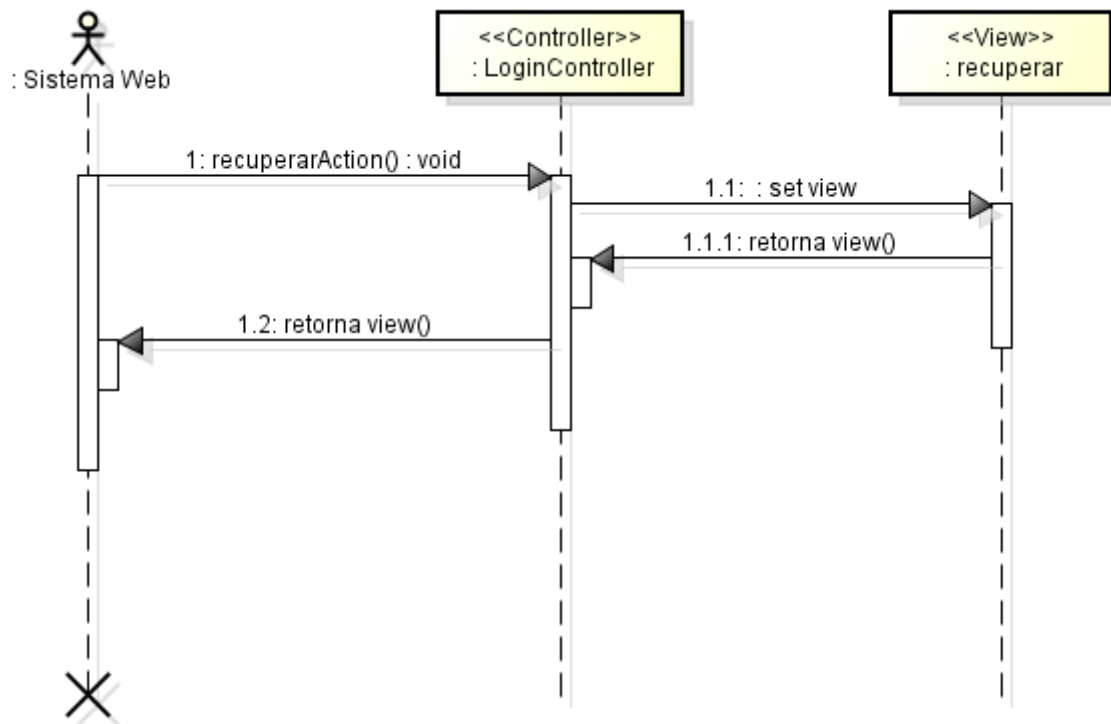 : Sistema Web
<<Controller>>
: LoginController
<<View>>
: recuperar
1: recuperarAction() : void
1.1:  : set view
1.1.1: retorna view()
1.2: retorna view()